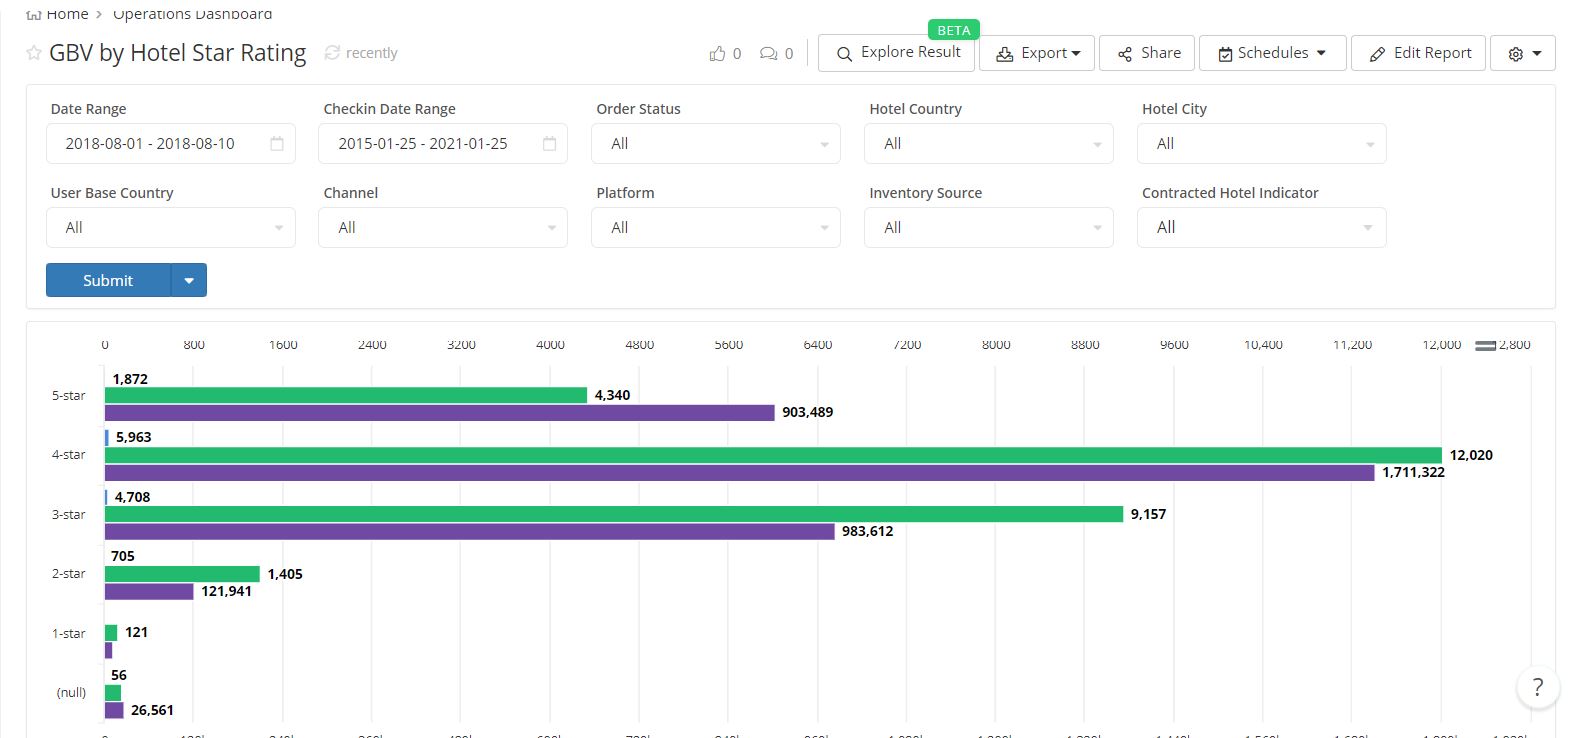 Home > Operations Dashboard
GBV by Hotel Star Rating recently 0 0 Explore Result BETA Export Share Schedules Edit Report
Date Range Checkin Date Range Order Status Hotel Country Hotel City
2018-08-01 - 2018-08-10 2015-01-25 - 2021-01-25 All All All
User Base Country Channel Platform Inventory Source Contracted Hotel Indicator
All All All All All
Submit
0 800 1600 2400 3200 4000 4800 5600 6400 7200 8000 8800 9600 10,400 11,200 12,000 2,800
1,872
5-star 4,340
903,489
5,963
4-star 12,020
1,711,322
4,708
3-star 9,157
983,612
705
2-star 1,405
121,941
1-star 121
56
(null)
26,561
?